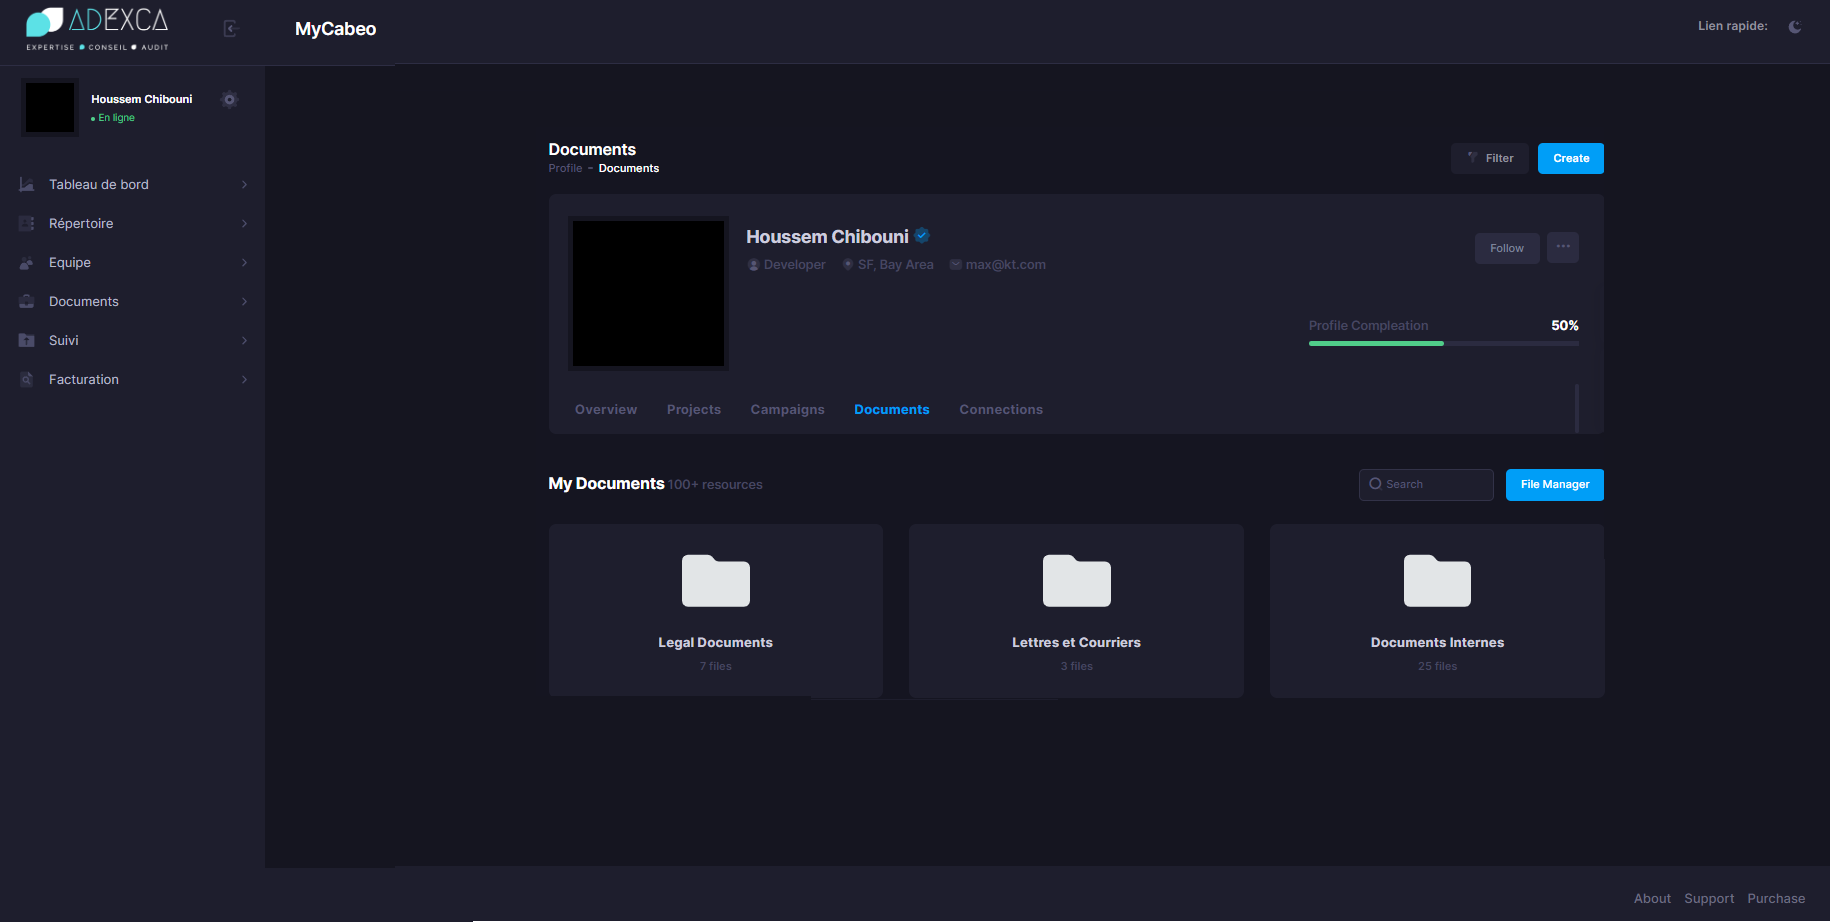 ADEXCA
EXPERTISE CONSEIL AUDIT
MyCabeo
Lien rapide:
Houssem Chibouni
En ligne
Tableau de bord
Répertoire
Equipe
Documents
Suivi
Facturation
Documents
Profile - Documents
Filter
Create
Houssem Chibouni
Developer SF, Bay Area max@kt.com
Follow
Profile Compleation 50%
Overview Projects Campaigns Documents Connections
My Documents 100+ resources
Search
File Manager
Legal Documents
7 files
Lettres et Courriers
3 files
Documents Internes
25 files
About Support Purchase